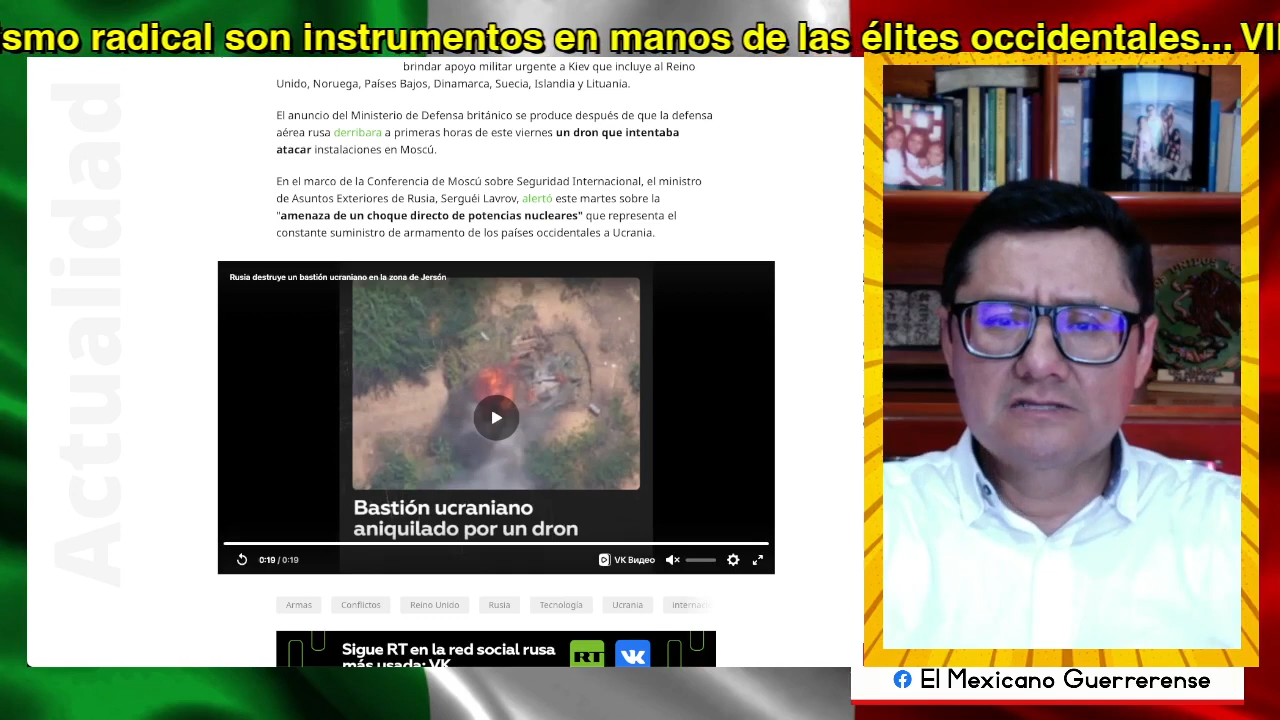 ismo radical son instrumentos en manos de las élites occidentales... VII
Actualidad
brindar apoyo militar urgente a Kiev que incluye al Reino
Unido, Noruega, Países Bajos, Dinamarca, Suecia, Islandia y Lituania.
El anuncio del Ministerio de Defensa británico se produce después de que la defensa
aérea rusa derribara a primeras horas de este viernes un dron que intentaba
atacar instalaciones en Moscú.
En el marco de la Conferencia de Moscú sobre Seguridad Internacional, el ministro
de Asuntos Exteriores de Rusia, Serguéi Lavrov, alertó este martes sobre la
"amenaza de un choque directo de potencias nucleares" que representa el
constante suministro de armamento de los países occidentales a Ucrania.
Rusia destruye un bastión ucraniano en la zona de Jersón
Bastión ucraniano
aniquilado por un dron
0:19 / 0:19
VK Видео
Armas Conflictos Reino Unido Rusia Tecnología Ucrania Internac
Sigue RT en la red social rusa
más usada: VK
RT
El Mexicano Guerrerense